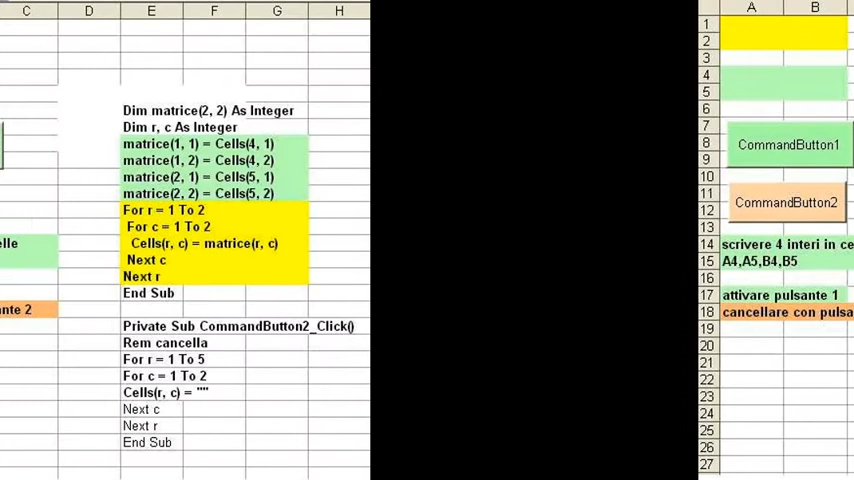 C D E F G H
Dim matrice(2, 2) As Integer
Dim r, c As Integer
matrice(1, 1) = Cells(4, 1)
matrice(1, 2) = Cells(4, 2)
matrice(2, 1) = Cells(5, 1)
matrice(2, 2) = Cells(5, 2)
For r = 1 To 2
For c = 1 To 2
Cells(r, c) = matrice(r, c)
Next c
Next r
End Sub
Private Sub CommandButton2_Click()
Rem cancella
For r = 1 To 5
For c = 1 To 2
Cells(r, c) = ""
Next c
Next r
End Sub
elle
nte 2
A B
1
2
3
4
5
6
7
8 CommandButton1
9
10
11
12 CommandButton2
13
14 scrivere 4 interi in ce
15 A4,A5,B4,B5
16
17 attivare pulsante 1
18 cancellare con pulsa
19
20
21
22
23
24
25
26
27